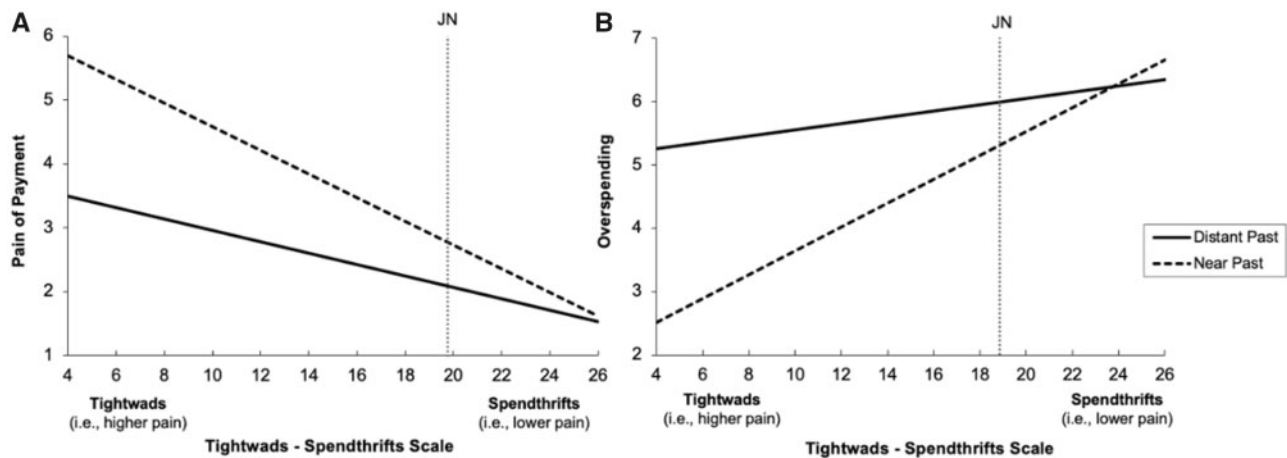 A
JN
6
5
4
3
2
1
Pain of Payment
4 6 8 10 12 14 16 18 20 22 24 26
Tightwads Spendthrifts
(i.e., higher pain) (i.e., lower pain)
Tightwads - Spendthrifts Scale
B
JN
7
6
5
4
3
2
Overspending
4 6 8 10 12 14 16 18 20 22 24 26
Tightwads Spendthrifts
(i.e., higher pain) (i.e., lower pain)
Tightwads - Spendthrifts Scale
Distant Past
Near Past